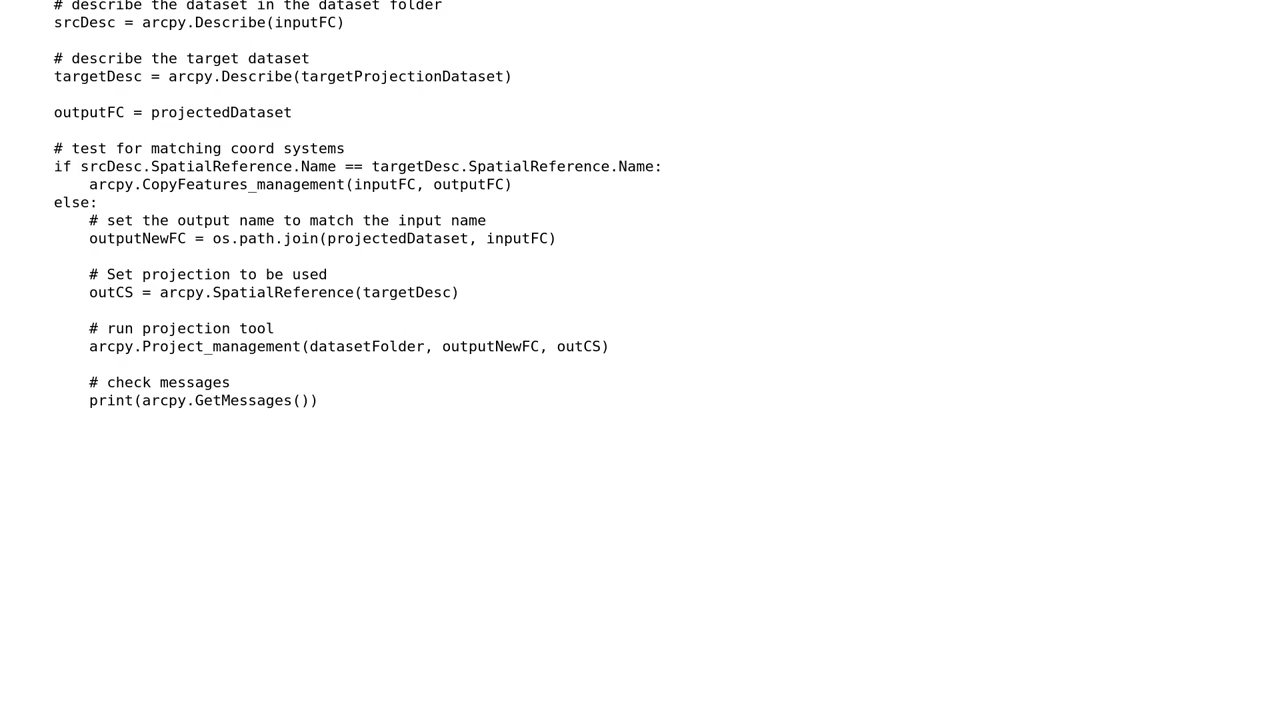 # describe the dataset in the dataset folder
srcDesc = arcpy.Describe(inputFC)
# describe the target dataset
targetDesc = arcpy.Describe(targetProjectionDataset)
outputFC = projectedDataset
# test for matching coord systems
if srcDesc.SpatialReference.Name == targetDesc.SpatialReference.Name:
    arcpy.CopyFeatures_management(inputFC, outputFC)
else:
    # set the output name to match the input name
    outputNewFC = os.path.join(projectedDataset, inputFC)
    # Set projection to be used
    outCS = arcpy.SpatialReference(targetDesc)
    # run projection tool
    arcpy.Project_management(datasetFolder, outputNewFC, outCS)
    # check messages
    print(arcpy.GetMessages())